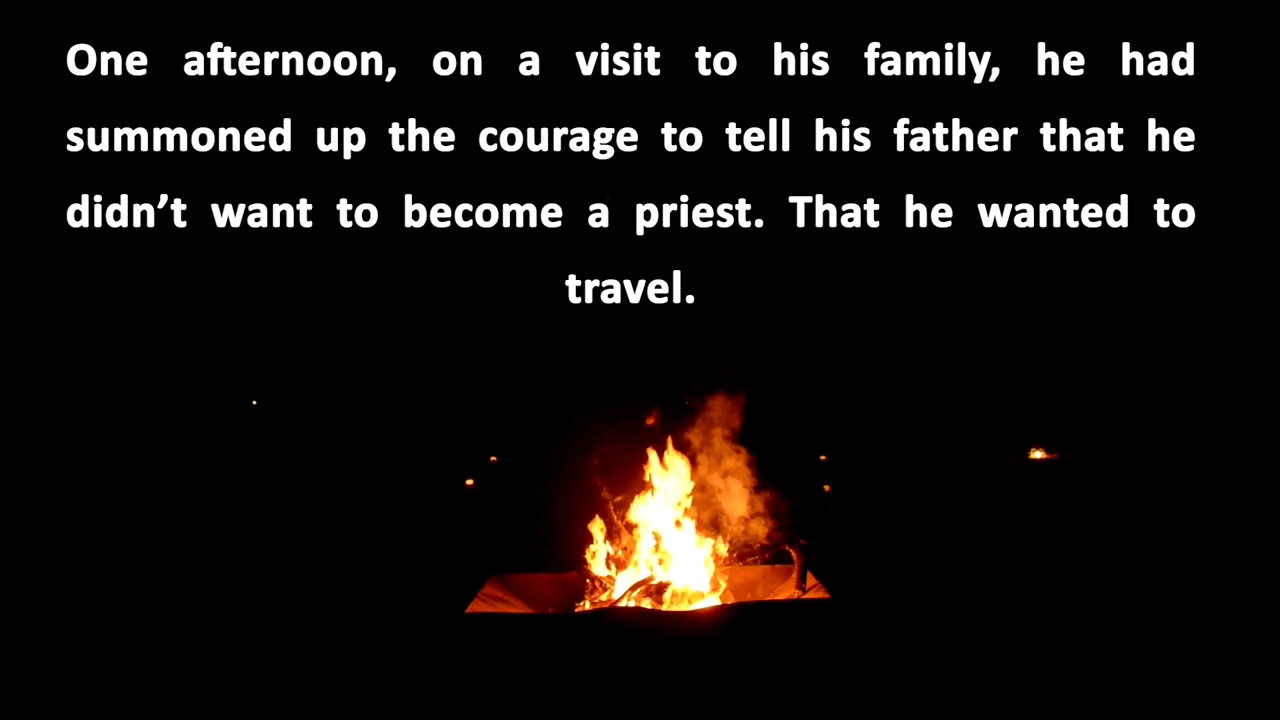 One afternoon, on a visit to his family, he had
summoned up the courage to tell his father that he
didn’t want to become a priest. That he wanted to
travel.